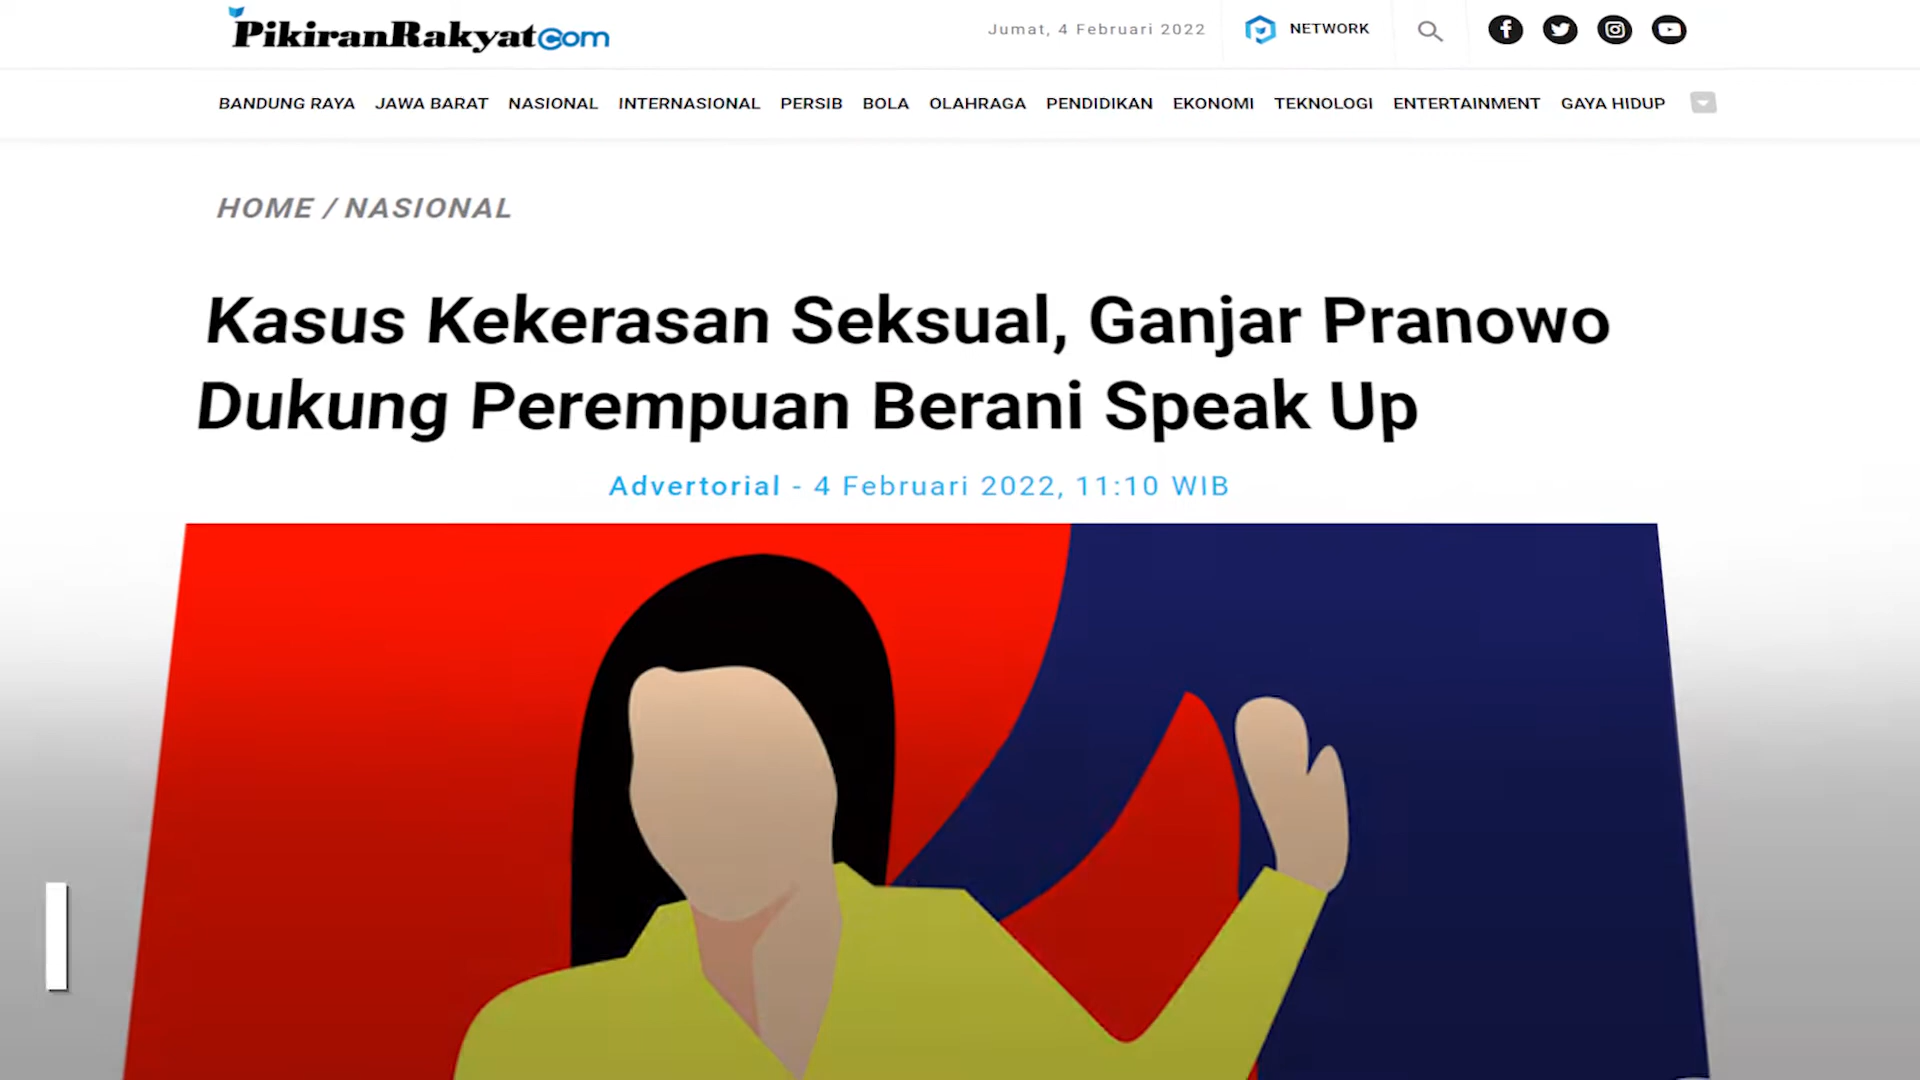 PikiranRakyatcom
Jumat, 4 Februari 2022
NETWORK
BANDUNG RAYA JAWA BARAT NASIONAL INTERNASIONAL PERSIB BOLA OLAHRAGA PENDIDIKAN EKONOMI TEKNOLOGI ENTERTAINMENT GAYA HIDUP
HOME / NASIONAL
Kasus Kekerasan Seksual, Ganjar Pranowo
Dukung Perempuan Berani Speak Up
Advertorial - 4 Februari 2022, 11:10 WIB